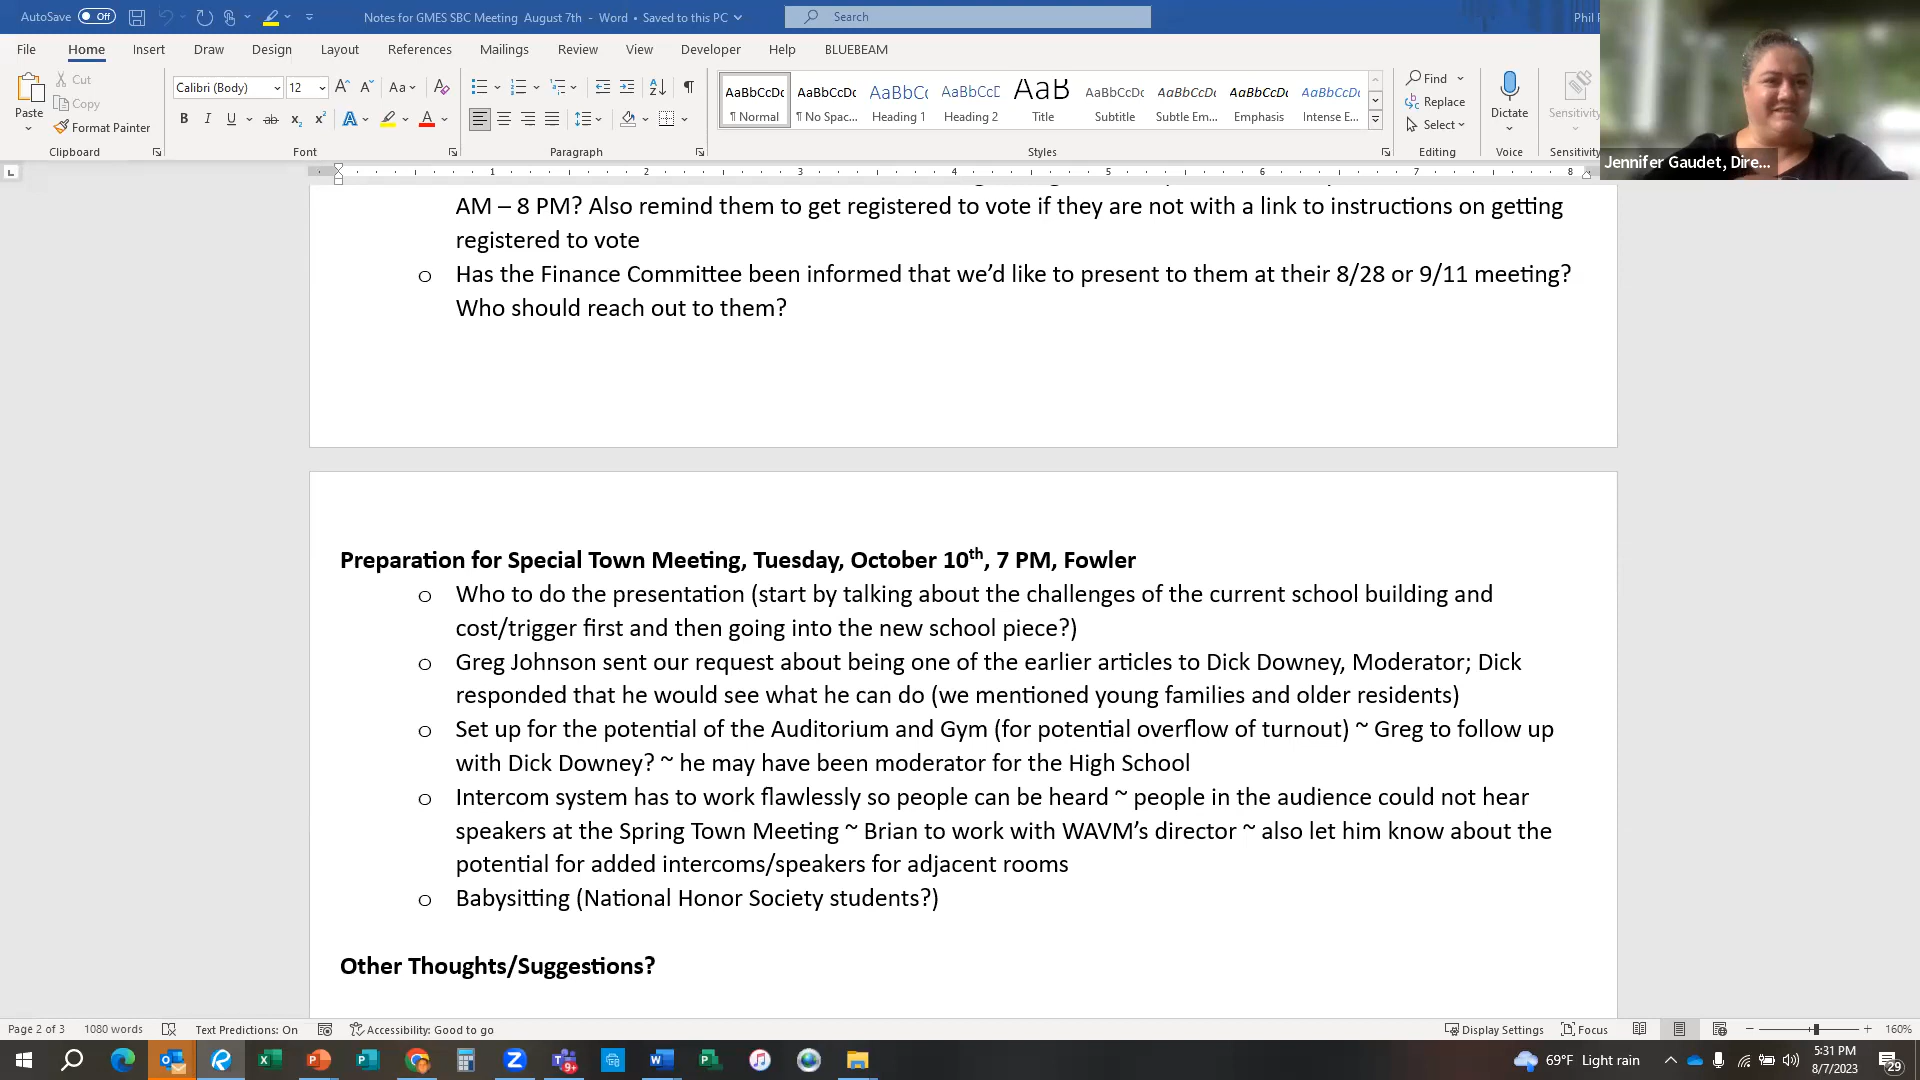 AutoSave Off Notes for GMES SBC Meeting August 7th - Word • Saved to this PC Search Phil
File Home Insert Draw Design Layout References Mailings Review View Developer Help BLUEBEAM
Paste Cut Copy Format Painter
Calibri (Body) 12
AaBbCcDc AaBbCcDc AaBbC AaBbCcD AaB AaBbCcD AaBbCcDc AaBbCcDc AaBbCcDc
¶ Normal ¶ No Spac... Heading 1 Heading 2 Title Subtitle Subtle Em... Emphasis Intense E...
Find Replace Select Dictate Sensitivity
Clipboard Font Paragraph Styles Editing Voice Sensitivity
Jennifer Gaudet, Dire...
1 2 3 4 5 6 7 8
AM – 8 PM? Also remind them to get registered to vote if they are not with a link to instructions on getting
registered to vote
o Has the Finance Committee been informed that we’d like to present to them at their 8/28 or 9/11 meeting?
Who should reach out to them?
Preparation for Special Town Meeting, Tuesday, October 10th, 7 PM, Fowler
o Who to do the presentation (start by talking about the challenges of the current school building and
cost/trigger first and then going into the new school piece?)
o Greg Johnson sent our request about being one of the earlier articles to Dick Downey, Moderator; Dick
responded that he would see what he can do (we mentioned young families and older residents)
o Set up for the potential of the Auditorium and Gym (for potential overflow of turnout) ~ Greg to follow up
with Dick Downey? ~ he may have been moderator for the High School
o Intercom system has to work flawlessly so people can be heard ~ people in the audience could not hear
speakers at the Spring Town Meeting ~ Brian to work with WAVM’s director ~ also let him know about the
potential for added intercoms/speakers for adjacent rooms
o Babysitting (National Honor Society students?)
Other Thoughts/Suggestions?
Page 2 of 3 1080 words Text Predictions: On Accessibility: Good to go Display Settings Focus 160%
69°F Light rain 5:31 PM
8/7/2023 29